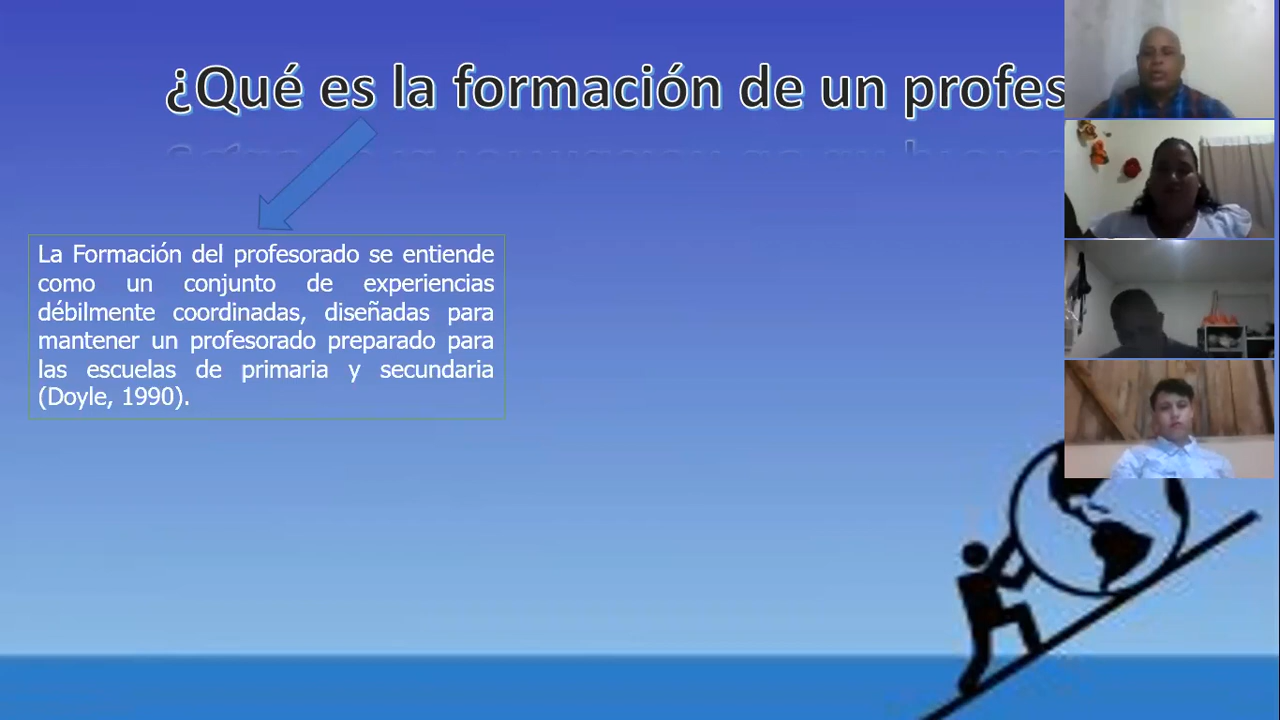 ¿Qué es la formación de un profes
La Formación del profesorado se entiende
como un conjunto de experiencias
débilmente coordinadas, diseñadas para
mantener un profesorado preparado para
las escuelas de primaria y secundaria
(Doyle, 1990).